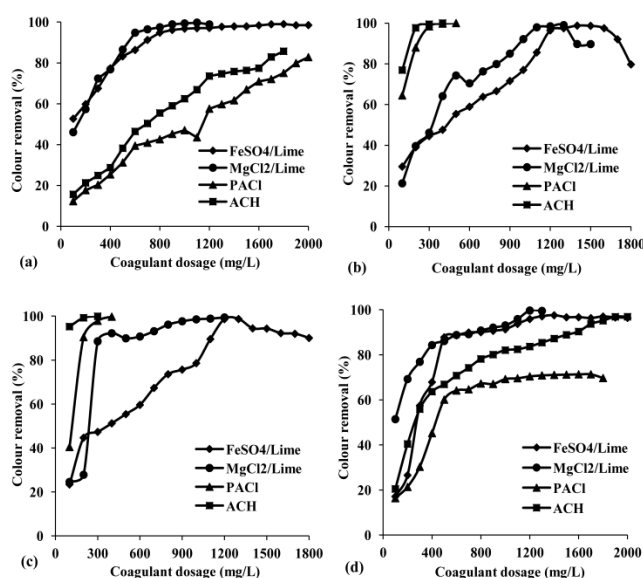 100
80
60
40
20
0
Colour removal (%)
0 400 800 1200 1600 2000
Coagulant dosage (mg/L)
(a)
FeSO4/Lime
MgCl2/Lime
PACl
ACH
100
80
60
40
20
0
Colour removal (%)
0 300 600 900 1200 1500 1800
Coagulant dosage (mg/L)
(b)
FeSO4/Lime
MgCl2/Lime
PACl
ACH
100
80
60
40
20
0
Colour removal (%)
0 300 600 900 1200 1500 1800
Coagulant dosage (mg/L)
(c)
FeSO4/Lime
MgCl2/Lime
PACl
ACH
100
80
60
40
20
0
Colour removal (%)
0 400 800 1200 1600 2000
Coagulant dosage (mg/L)
(d)
FeSO4/Lime
MgCl2/Lime
PACl
ACH